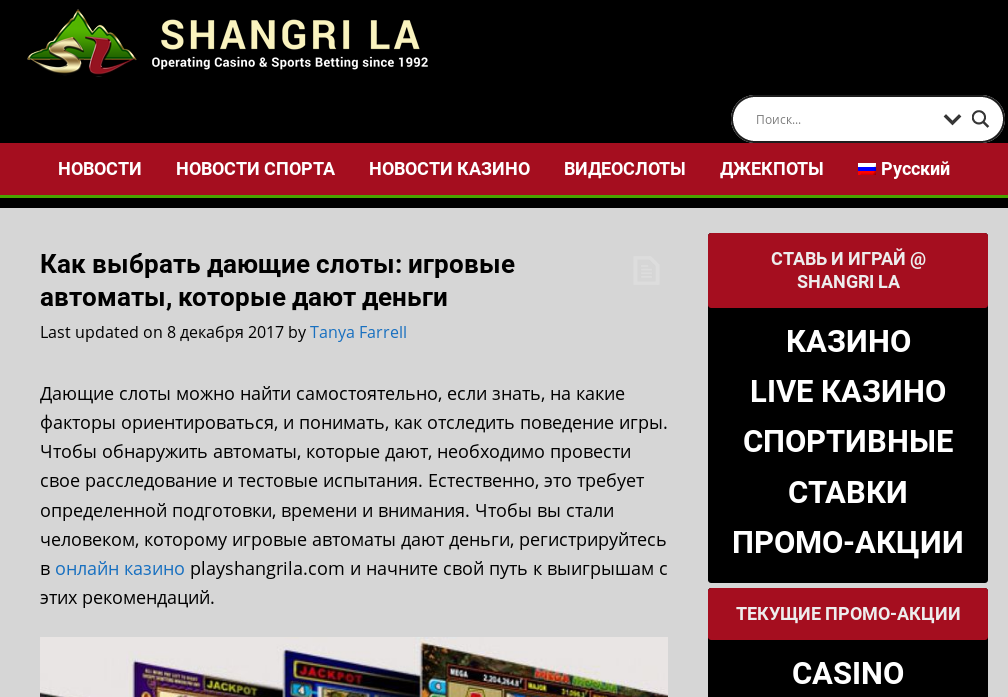 SHANGRI LA
Operating Casino & Sports Betting since 1992
Поиск...
НОВОСТИ НОВОСТИ СПОРТА НОВОСТИ КАЗИНО ВИДЕОСЛОТЫ ДЖЕКПОТЫ Русский
Как выбрать дающие слоты: игровые
автоматы, которые дают деньги
Last updated on 8 декабря 2017 by Tanya Farrell
Дающие слоты можно найти самостоятельно, если знать, на какие
факторы ориентироваться, и понимать, как отследить поведение игры.
Чтобы обнаружить автоматы, которые дают, необходимо провести
свое расследование и тестовые испытания. Естественно, это требует
определенной подготовки, времени и внимания. Чтобы вы стали
человеком, которому игровые автоматы дают деньги, регистрируйтесь
в онлайн казино playshangrila.com и начните свой путь к выигрышам с
этих рекомендаций.
JACKPOT
JACKPOT
MEGA
MAJOR
СТАВЬ И ИГРАЙ @
SHANGRI LA
КАЗИНО
LIVE КАЗИНО
СПОРТИВНЫЕ
СТАВКИ
ПРОМО-АКЦИИ
ТЕКУЩИЕ ПРОМО-АКЦИИ
CASINO